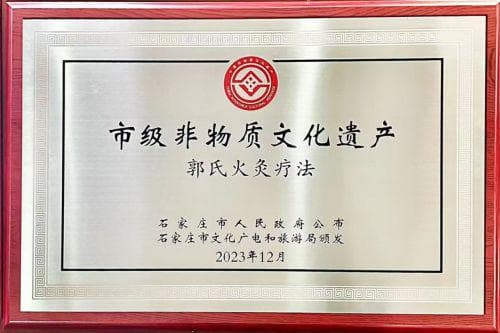 市级非物质文化遗产
郭氏火灸疗法
石家庄市人民政府公布
石家庄市文化广电和旅游局颁发
2023年12月